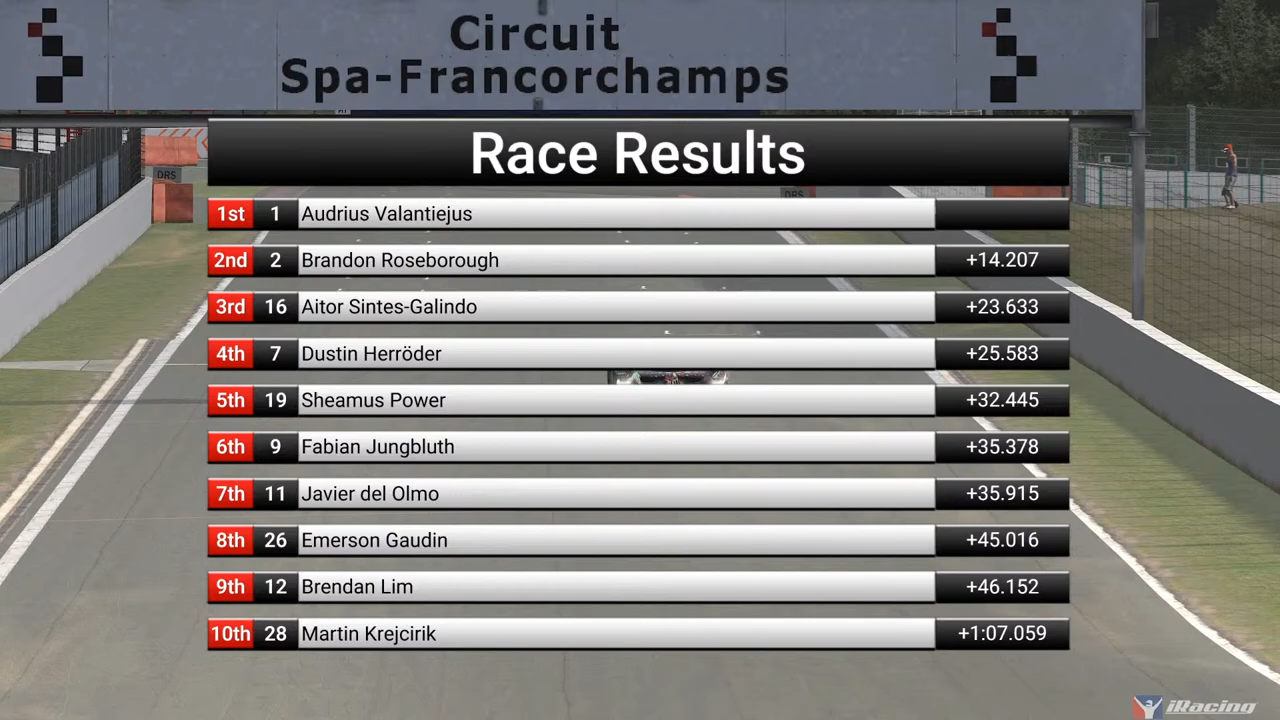 Circuit
Spa-Francorchamps
DRS
DRS
Race Results
1st 1 Audrius Valantiejus
2nd 2 Brandon Roseborough +14.207
3rd 16 Aitor Sintes-Galindo +23.633
4th 7 Dustin Herröder +25.583
5th 19 Sheamus Power +32.445
6th 9 Fabian Jungbluth +35.378
7th 11 Javier del Olmo +35.915
8th 26 Emerson Gaudin +45.016
9th 12 Brendan Lim +46.152
10th 28 Martin Krejcirik +1:07.059
iRacing